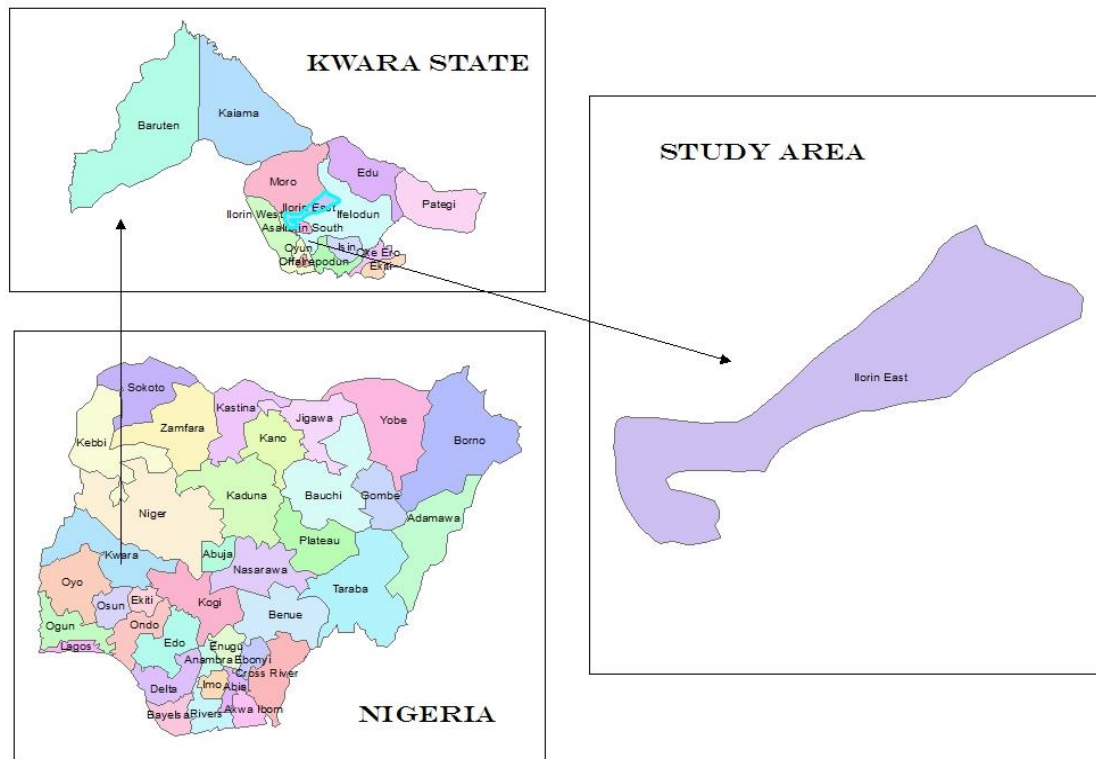 KWARA STATE
Baruten
Kaiama
Moro
Edu
Pategi
Ilorin East
Ilorin West
Ifelodun
Asa
Ilorin South
Oyun
Isin
Oke Ero
Offa
Irepodun
Ekiti
STUDY AREA
Ilorin East
Sokoto
Kebbi
Zamfara
Kastina
Jigawa
Kano
Yobe
Borno
Niger
Kaduna
Bauchi
Gombe
Adamawa
Plateau
Kwara
Abuja
Nasarawa
Oyo
Taraba
Osun
Ekiti
Kogi
Benue
Ogun
Ondo
Lagos
Edo
Enugu
Anambra
Ebonyi
Cross River
Delta
Imo
Abia
Bayelsa
Rivers
Akwa Ibom
NIGERIA